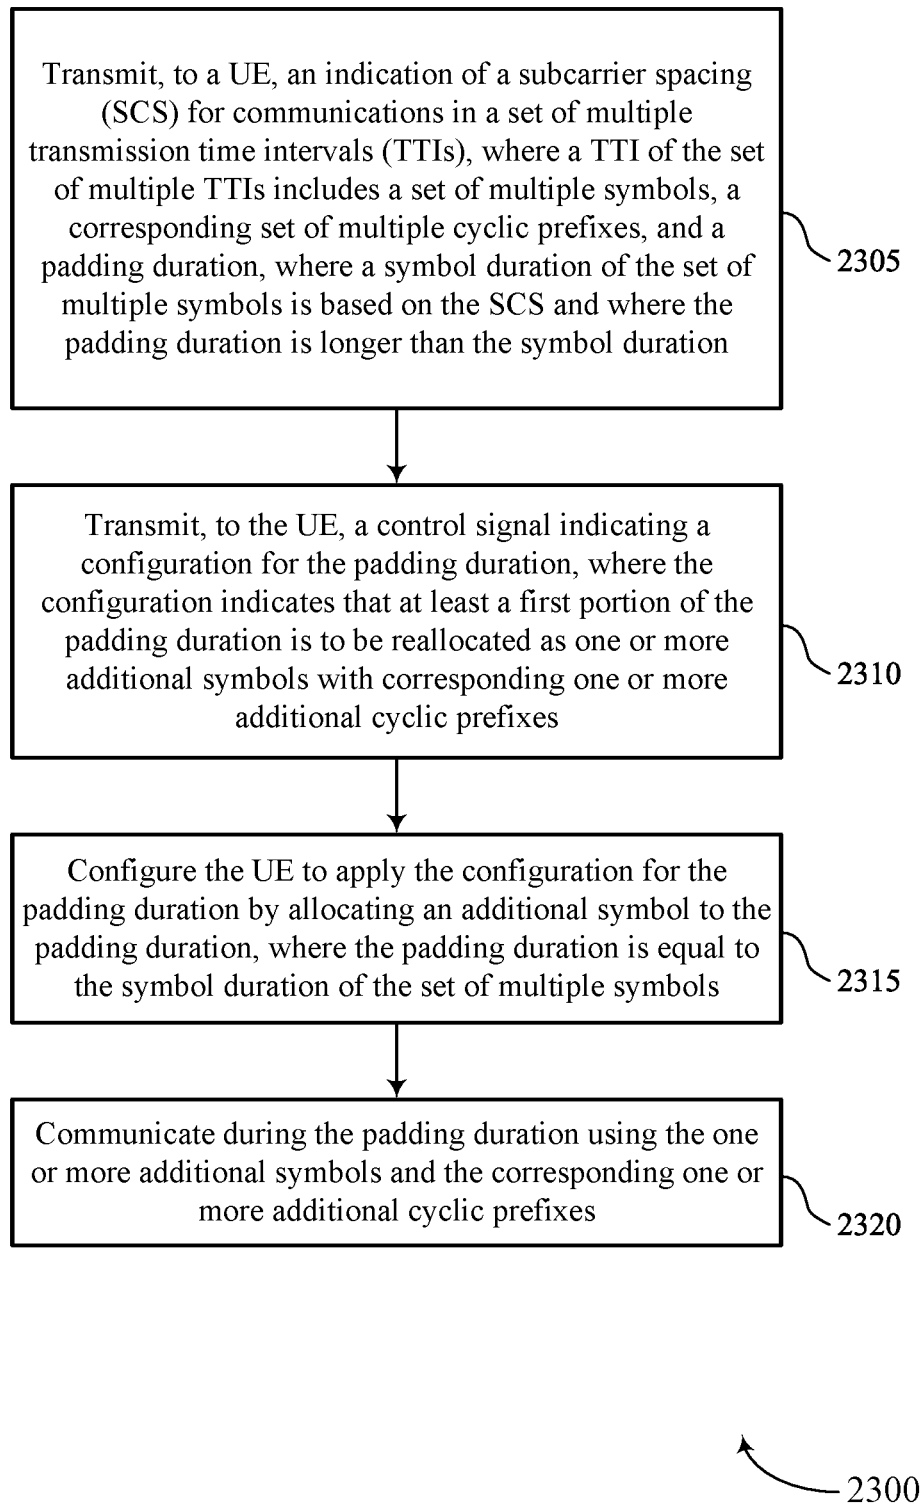 Transmit, to a UE, an indication of a subcarrier spacing
(SCS) for communications in a set of multiple
transmission time intervals (TTIs), where a TTI of the set
of multiple TTIs includes a set of multiple symbols, a
corresponding set of multiple cyclic prefixes, and a
padding duration, where a symbol duration of the set of
multiple symbols is based on the SCS and where the
padding duration is longer than the symbol duration
2305
Transmit, to the UE, a control signal indicating a
configuration for the padding duration, where the
configuration indicates that at least a first portion of the
padding duration is to be reallocated as one or more
additional symbols with corresponding one or more
additional cyclic prefixes
2310
Configure the UE to apply the configuration for the
padding duration by allocating an additional symbol to the
padding duration, where the padding duration is equal to
the symbol duration of the set of multiple symbols
2315
Communicate during the padding duration using the one
or more additional symbols and the corresponding one or
more additional cyclic prefixes
2320
2300